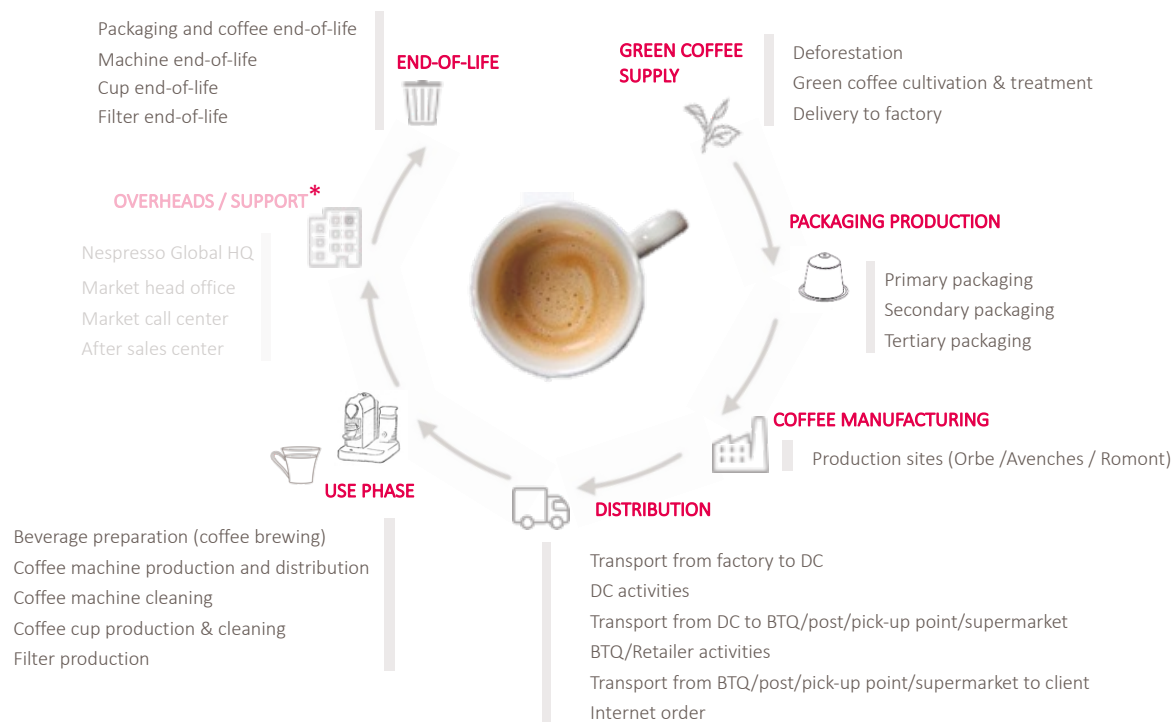 GREEN COFFEE
SUPPLY
Deforestation
Green coffee cultivation & treatment
Delivery to factory
PACKAGING PRODUCTION
Primary packaging
Secondary packaging
Tertiary packaging
COFFEE MANUFACTURING
Production sites (Orbe /Avenches / Romont)
DISTRIBUTION
Transport from factory to DC
DC activities
Transport from DC to BTQ/post/pick-up point/supermarket
BTQ/Retailer activities
Transport from BTQ/post/pick-up point/supermarket to client
Internet order
USE PHASE
Beverage preparation (coffee brewing)
Coffee machine production and distribution
Coffee machine cleaning
Coffee cup production & cleaning
Filter production
OVERHEADS / SUPPORT*
Nespresso Global HQ
Market head office
Market call center
After sales center
END-OF-LIFE
Packaging and coffee end-of-life
Machine end-of-life
Cup end-of-life
Filter end-of-life